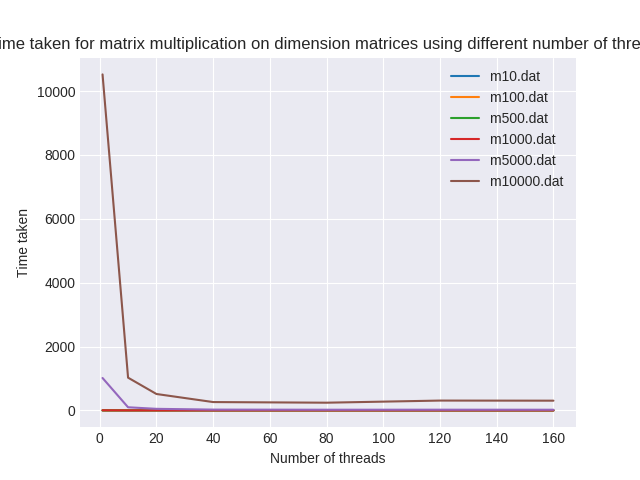 ime taken for matrix multiplication on dimension matrices using different number of thre
m10.dat
m100.dat
m500.dat
m1000.dat
m5000.dat
m10000.dat
10000
8000
6000
4000
2000
0
Time taken
0 20 40 60 80 100 120 140 160
Number of threads